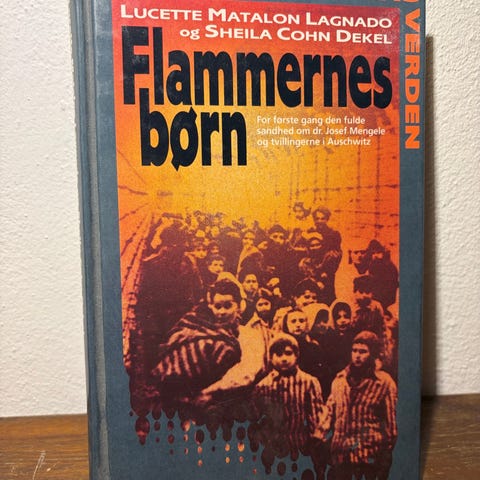 LUCETTE MATALON LAGNADO
OG SHEILA COHN DEKEL
Flammernes
børn
For første gang den fulde
sandhed om dr. Josef Mengele
og tvillingerne i Auschwitz
VERDEN